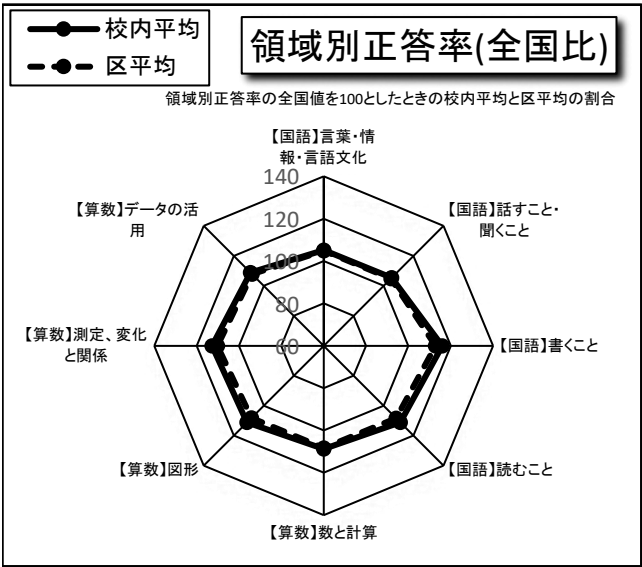 校内平均
区平均
領域別正答率(全国比)
領域別正答率の全国値を100としたときの校内平均と区平均の割合
【国語】言葉・情
報・言語文化
【国語】話すこと・
聞くこと
【国語】書くこと
【国語】読むこと
【算数】数と計算
【算数】図形
【算数】測定、変化
と関係
【算数】データの活
用
140
120
100
80
60